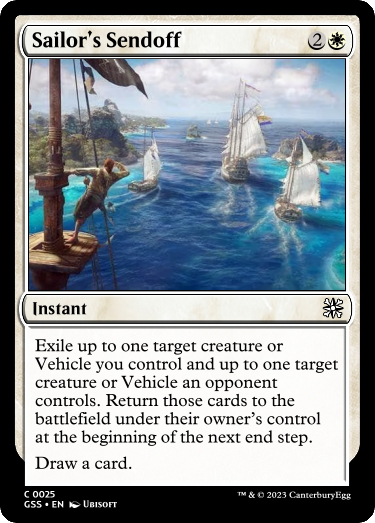 Sailor's Sendoff 2
Instant
Exile up to one target creature or
Vehicle you control and up to one target
creature or Vehicle an opponent
controls. Return those cards to the
battlefield under their owner's control
at the beginning of the next end step.
Draw a card.
C 0025
GSS • EN Ubisoft
™ & © 2023 CanterburyEgg